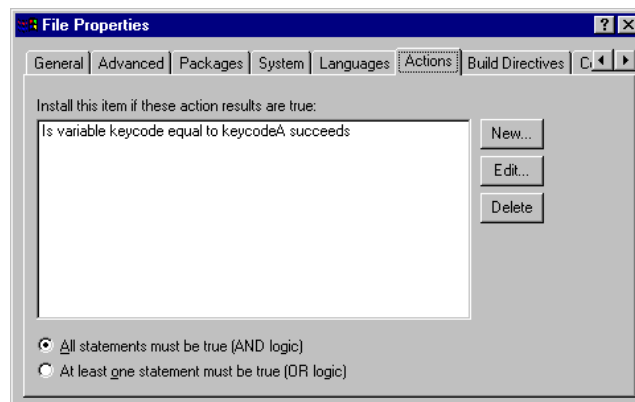 File Properties
General Advanced Packages System Languages Actions Build Directives
Install this item if these action results are true:
Is variable keycode equal to keycodeA succeeds
New...
Edit...
Delete
All statements must be true (AND logic)
At least one statement must be true (OR logic)